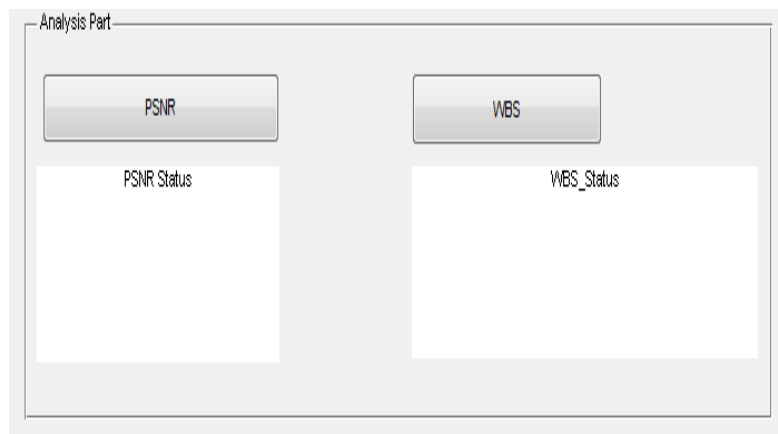 Analysis Part
PSNR
WBS
PSNR Status
WBS_Status